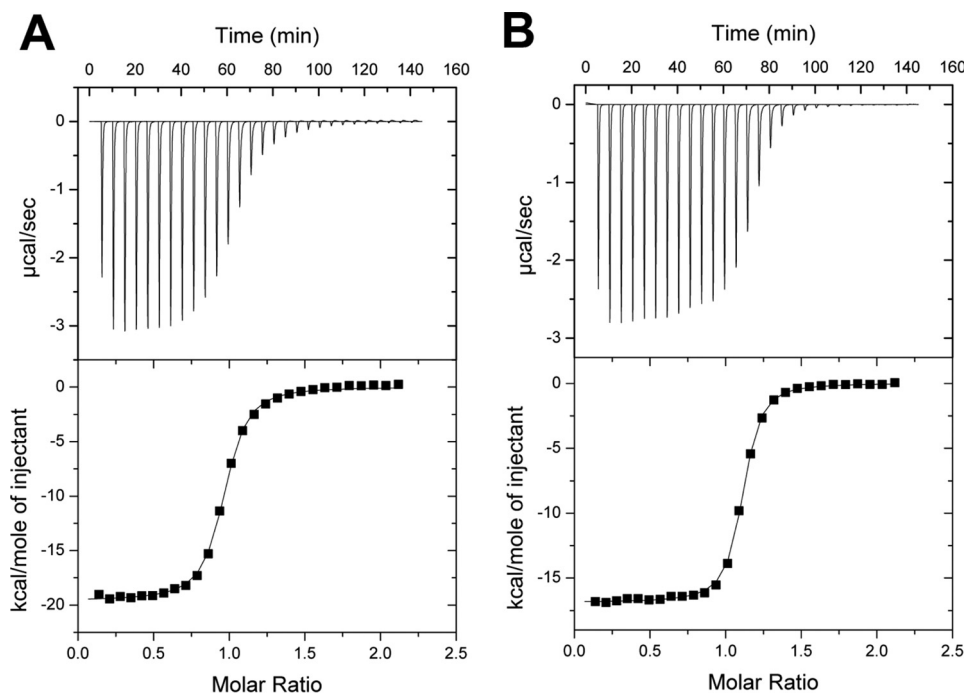 A
Time (min)
0 20 40 60 80 100 120 140 160
0
-1
-2
-3
µcal/sec
0
-5
-10
-15
-20
kcal/mole of injectant
0.0 0.5 1.0 1.5 2.0 2.5
Molar Ratio
B
Time (min)
0 20 40 60 80 100 120 140 160
0
-1
-2
-3
µcal/sec
0
-5
-10
-15
kcal/mole of injectant
0.0 0.5 1.0 1.5 2.0 2.5
Molar Ratio